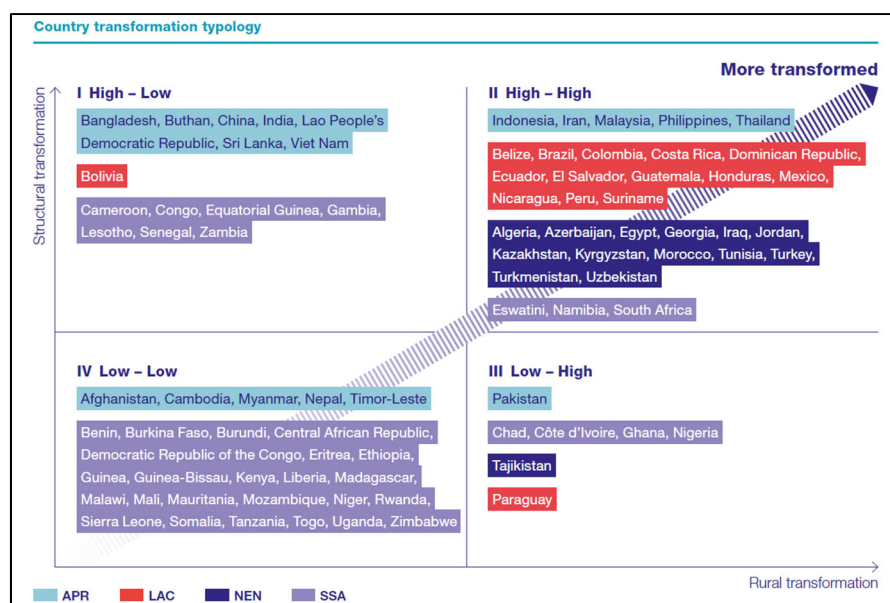 Country transformation typology
More transformed
Structural transformation
I High – Low
Bangladesh, Buthan, China, India, Lao People's
Democratic Republic, Sri Lanka, Viet Nam
Bolivia
Cameroon, Congo, Equatorial Guinea, Gambia,
Lesotho, Senegal, Zambia
II High – High
Indonesia, Iran, Malaysia, Philippines, Thailand
Belize, Brazil, Colombia, Costa Rica, Dominican Republic,
Ecuador, El Salvador, Guatemala, Honduras, Mexico,
Nicaragua, Peru, Suriname
Algeria, Azerbaijan, Egypt, Georgia, Iraq, Jordan,
Kazakhstan, Kyrgyzstan, Morocco, Tunisia, Turkey,
Turkmenistan, Uzbekistan
Eswatini, Namibia, South Africa
IV Low – Low
Afghanistan, Cambodia, Myanmar, Nepal, Timor-Leste
Benin, Burkina Faso, Burundi, Central African Republic,
Democratic Republic of the Congo, Eritrea, Ethiopia,
Guinea, Guinea-Bissau, Kenya, Liberia, Madagascar,
Malawi, Mali, Mauritania, Mozambique, Niger, Rwanda,
Sierra Leone, Somalia, Tanzania, Togo, Uganda, Zimbabwe
III Low – High
Pakistan
Chad, Côte d'Ivoire, Ghana, Nigeria
Tajikistan
Paraguay
Rural transformation
APR LAC NEN SSA